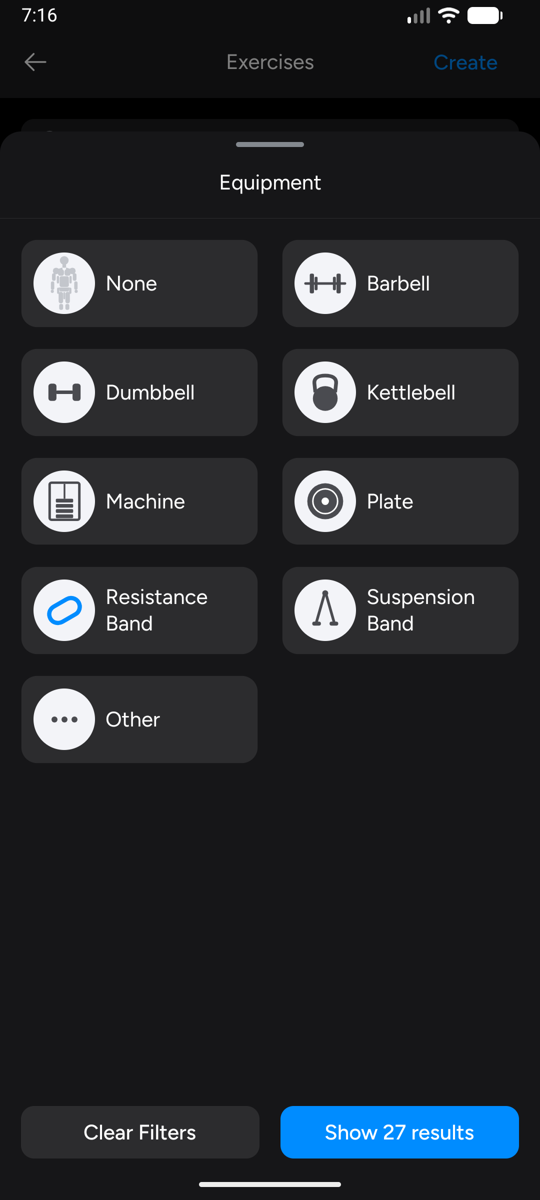 7:16
Exercises
Create
Equipment
None
Barbell
Dumbbell
Kettlebell
Machine
Plate
Resistance
Band
Suspension
Band
Other
Clear Filters
Show 27 results